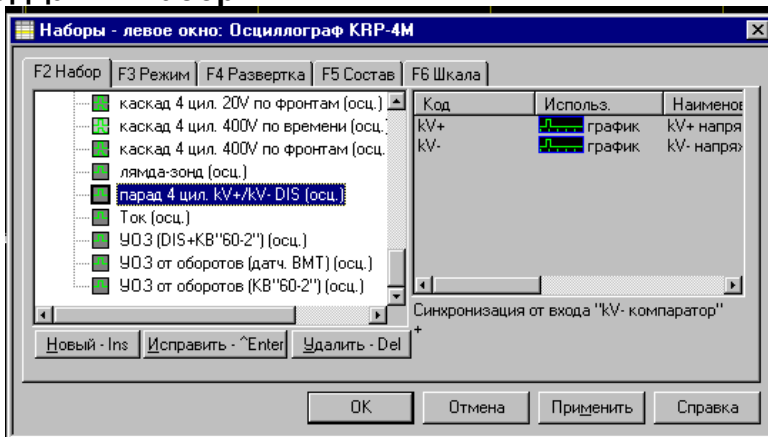 Наборы - левое окно: Осциллограф KRP-4M
F2 Набор F3 Режим F4 Развертка F5 Состав F6 Шкала
каскад 4 цил. 20V по фронтам (осц.)
каскад 4 цил. 400V по времени (осц.
каскад 4 цил. 400V по фронтам (осц.
лямда-зонд (осц.)
парад 4 цил. kV+/kV- DIS (осц.)
Ток (осц.)
УОЗ (DIS+КВ"60-2") (осц.)
УОЗ от оборотов (датч. ВМТ) (осц.)
УОЗ от оборотов (КВ"60-2") (осц.)
Код Использ. Наименов
kV+ график kV+ напря
kV- график kV- напряж
Синхронизация от входа "kV- компаратор"
+
Новый - Ins Исправить - ^Enter Удалить - Del
OK Отмена Применить Справка